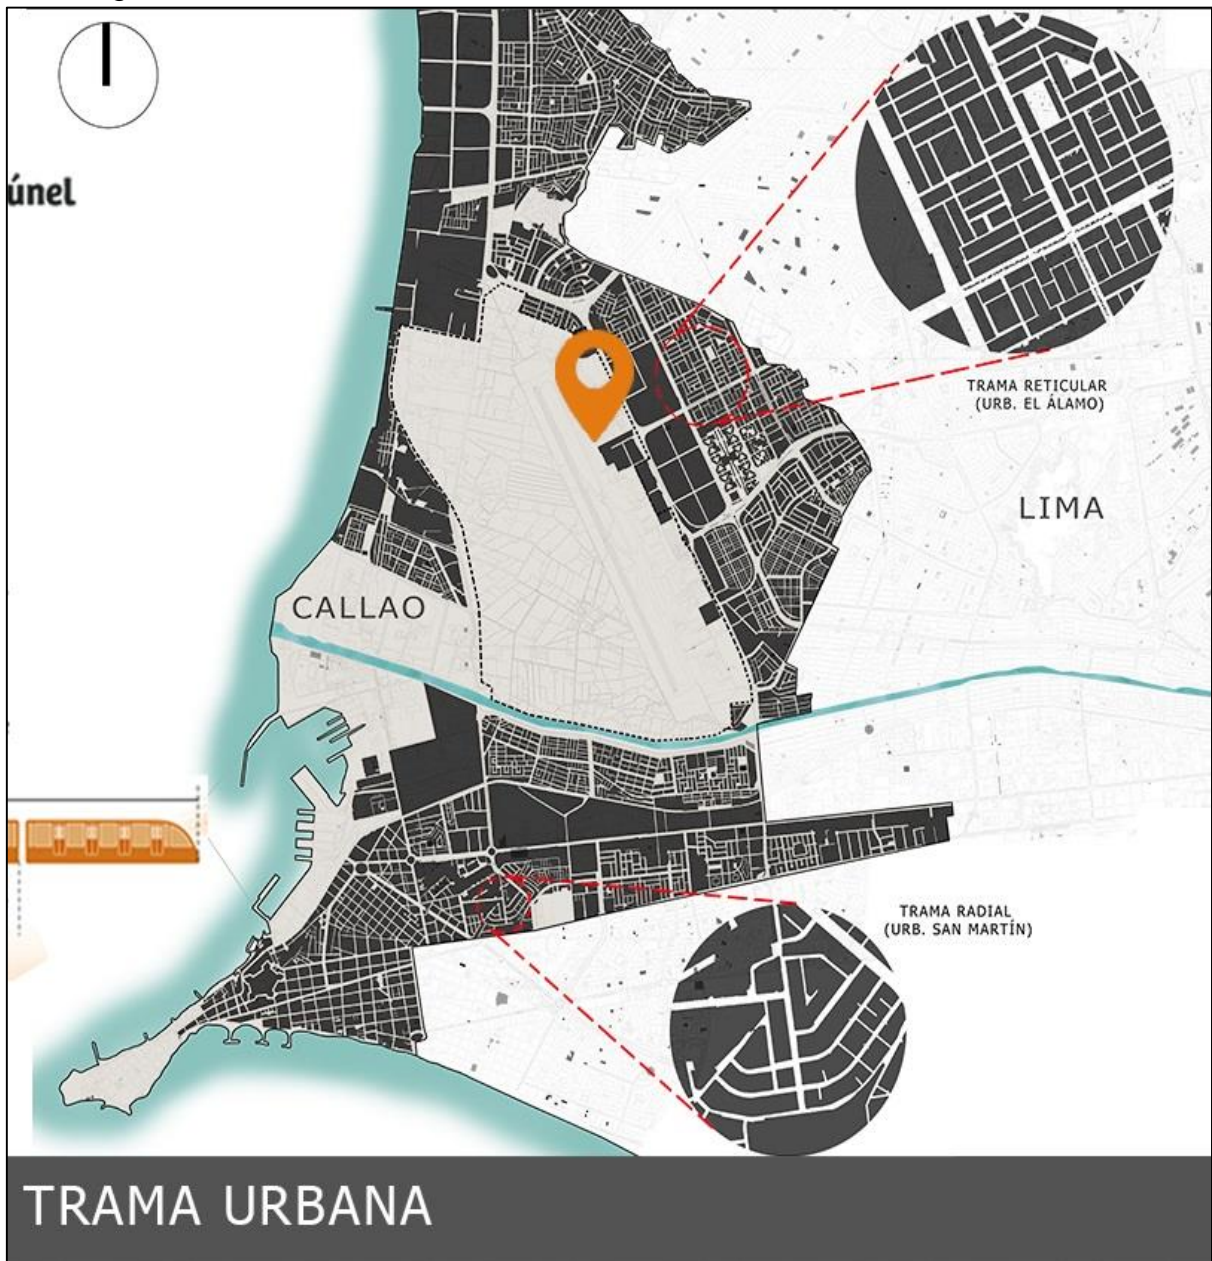 únel
TRAMA RETICULAR
(URB. EL ÁLAMO)
LIMA
CALLAO
TRAMA RADIAL
(URB. SAN MARTÍN)
TRAMA URBANA